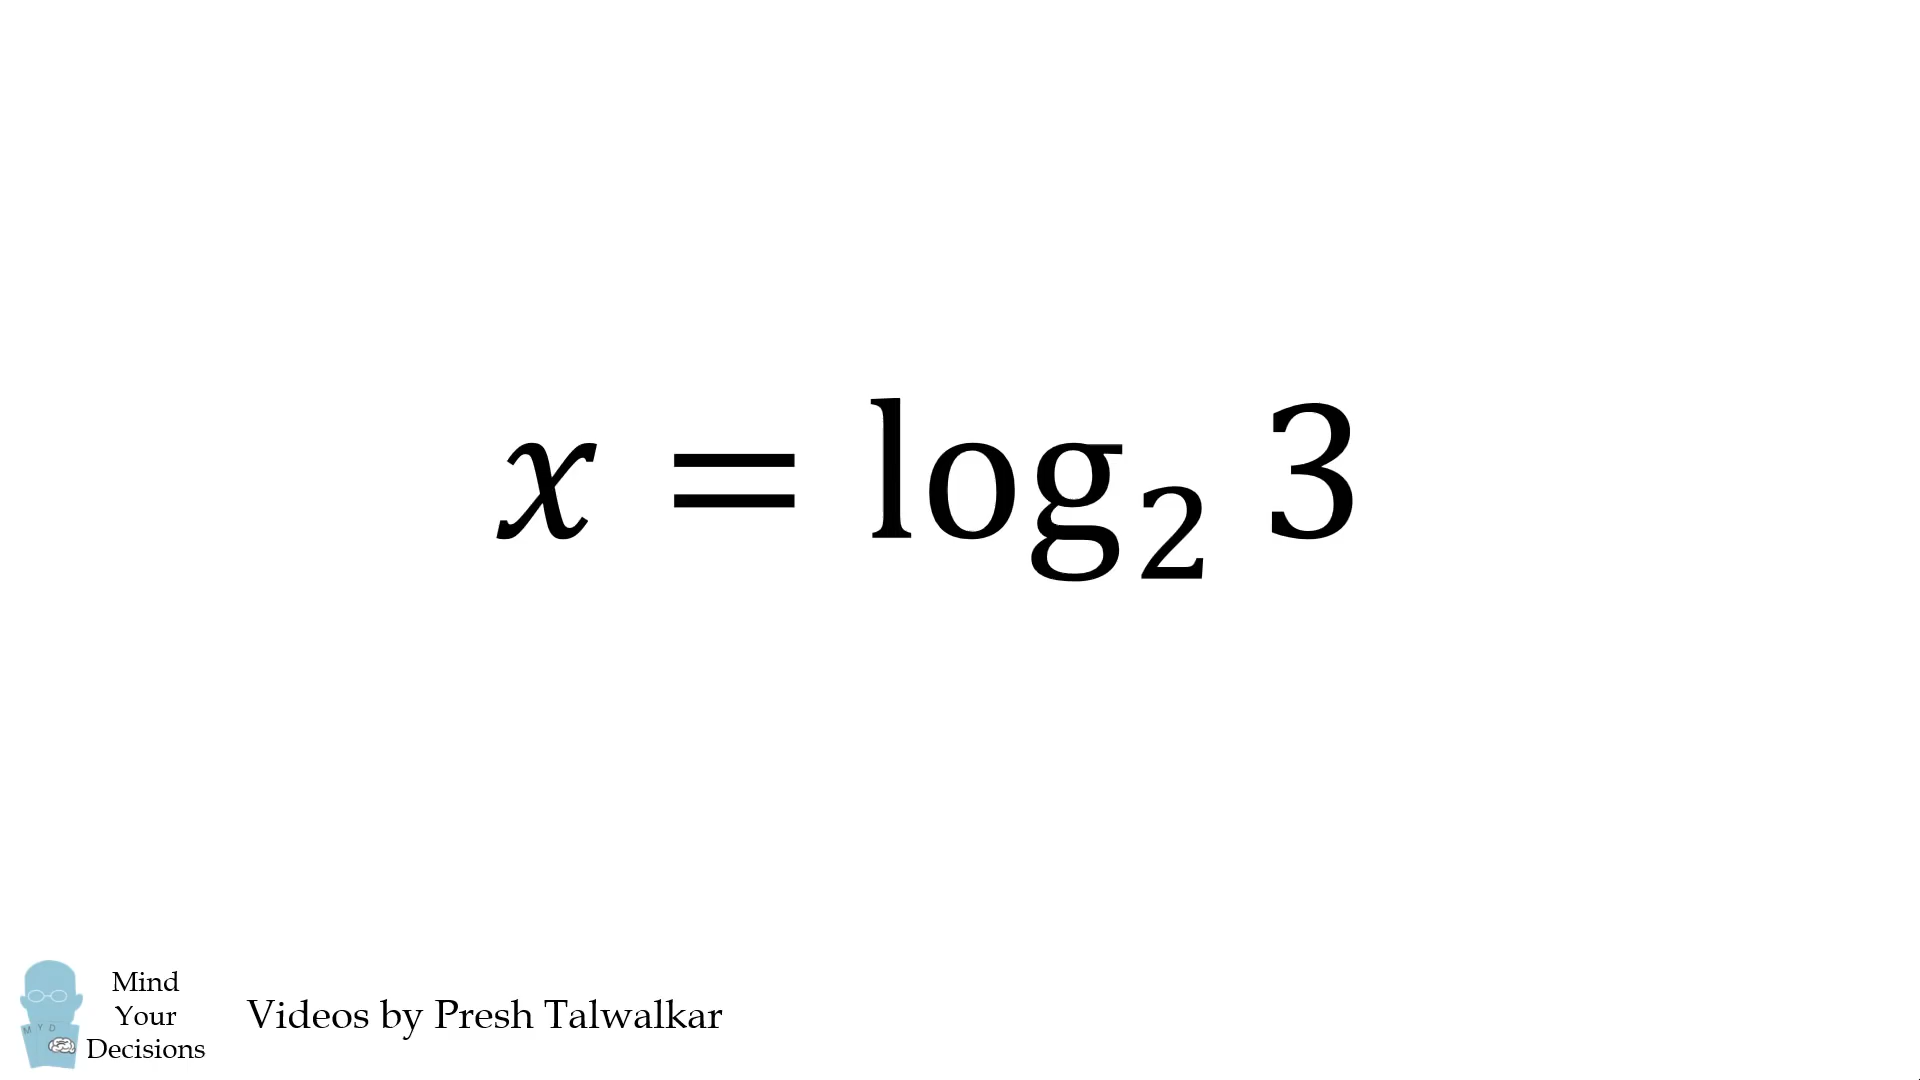 x = log₂ 3
Mind
Your
Decisions
Videos by Presh Talwalkar
M Y D